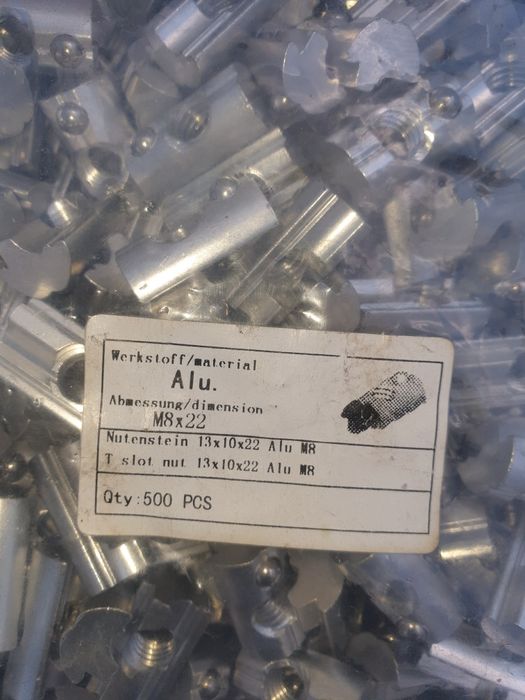 Werkstoff/material
Alu.
Abmessung/dimension
M8x22
Nutenstein 13x10x22 Alu M8
T slot nut 13x10x22 Alu M8
Qty:500 PCS